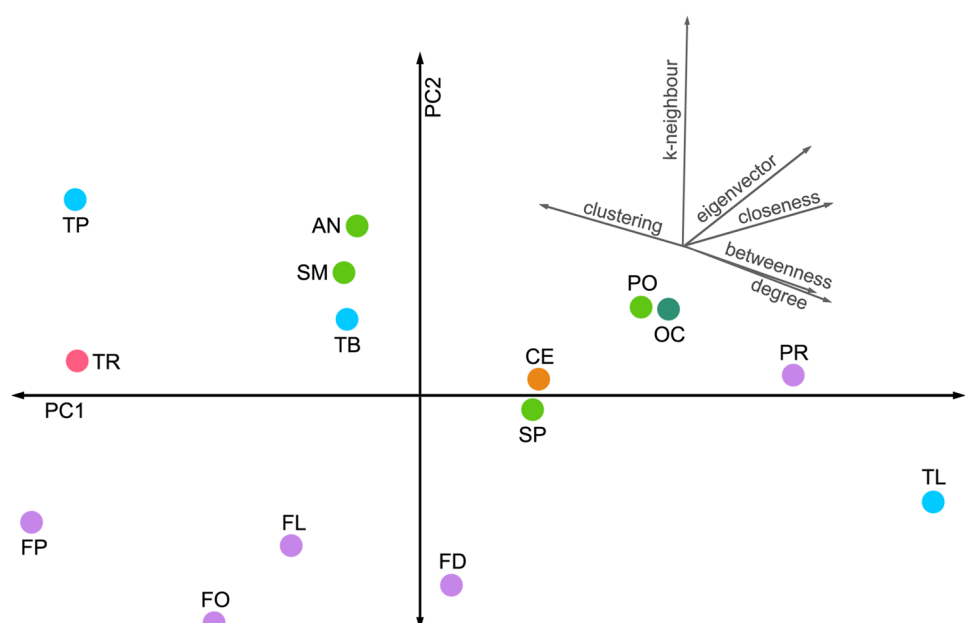 PC2
k-neighbour
eigenvector
closeness
clustering
betweenness
degree
TP
AN
SM
TB
TR
PO
OC
CE
PR
PC1
SP
TL
FP
FL
FD
FO